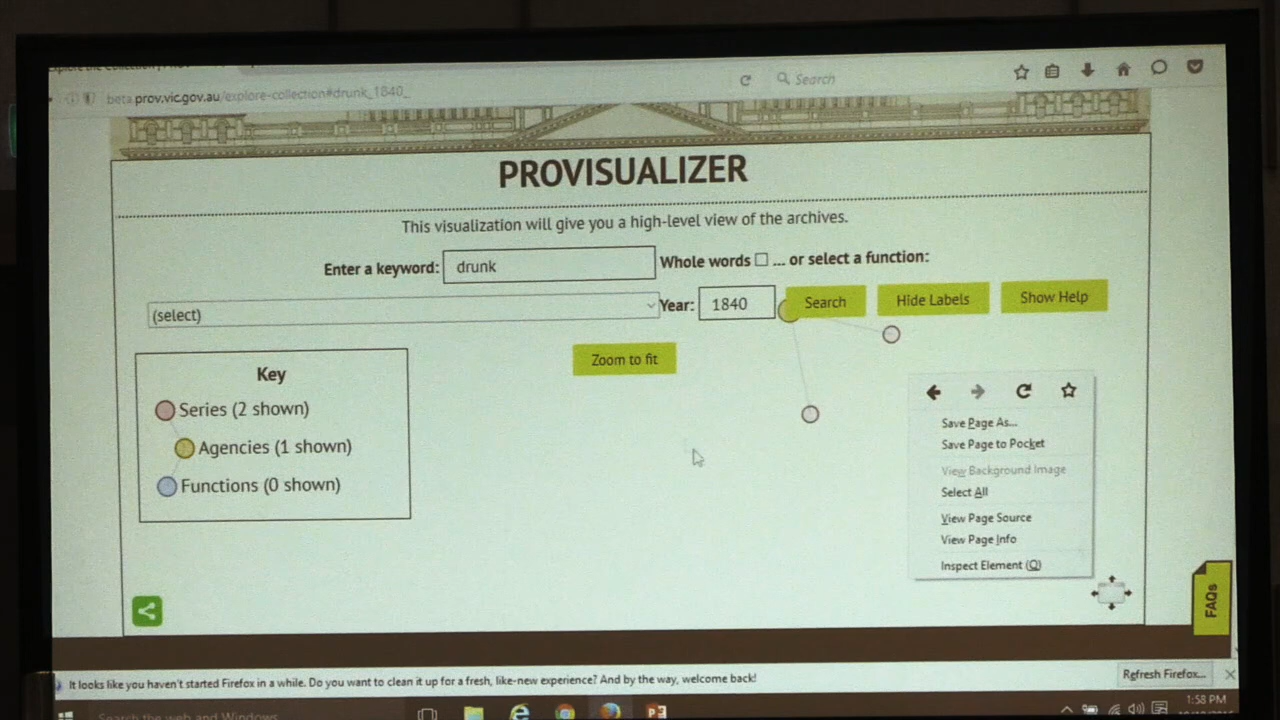 beta.prov.vic.gov.au/explore-collection#drunk_1840_
Search
PROVISUALIZER
This visualization will give you a high-level view of the archives.
Enter a keyword: drunk Whole words ... or select a function:
(select) Year: 1840 Search Hide Labels Show Help
Zoom to fit
Key
Series (2 shown)
Agencies (1 shown)
Functions (0 shown)
Save Page As...
Save Page to Pocket
View Background Image
Select All
View Page Source
View Page Info
Inspect Element (Q)
FAQs
It looks like you haven't started Firefox in a while. Do you want to clean it up for a fresh, like-new experience? And by the way, welcome back!
Refresh Firefox...
1:58 PM
Search the web and Windows